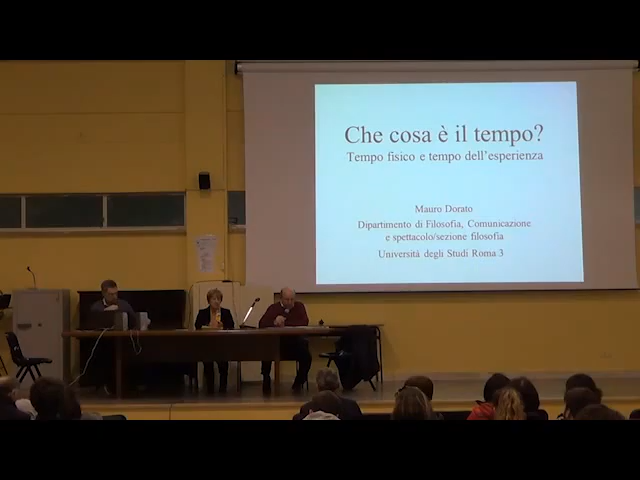 Che cosa è il tempo?
Tempo fisico e tempo dell'esperienza
Mauro Dorato
Dipartimento di Filosofia, Comunicazione
e spettacolo/sezione filosofia
Università degli Studi Roma 3